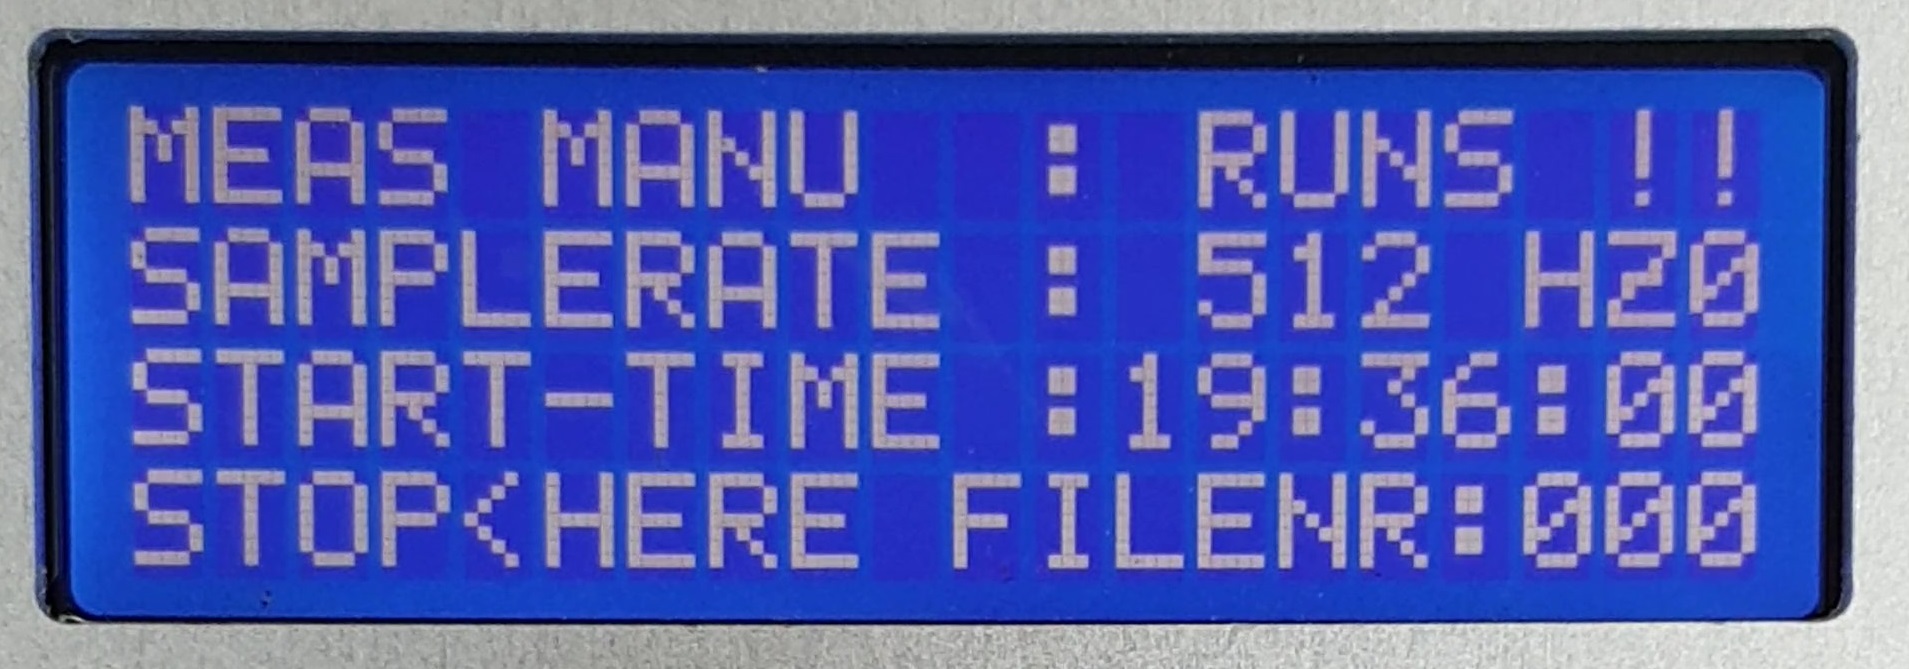 MEAS MANU  :  RUNS !!
SAMPLERATE :  512 HZ0
START-TIME :19:36:00
STOP<HERE FILENR:000